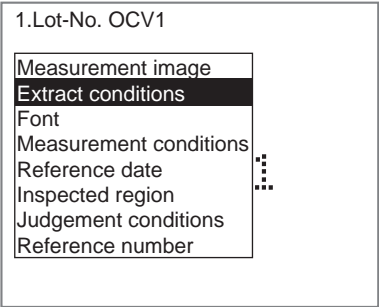 1.Lot-No. OCV1
Measurement image
Extract conditions
Font
Measurement conditions
Reference date
Inspected region
Judgement conditions
Reference number
1